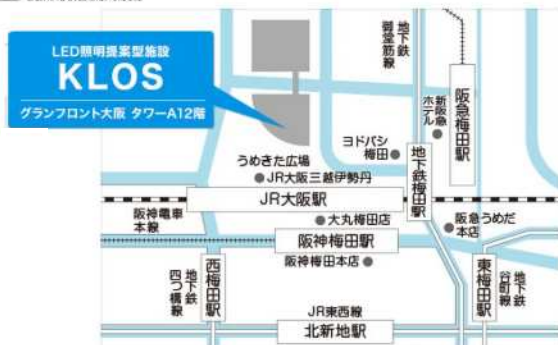 LED照明提案型施設
KLOS
グランフロント大阪 タワーA12階
地下鉄
御堂筋線
新阪急
ホテル
阪急梅田駅
ヨドバシ
梅田
地下鉄梅田駅
うめきた広場
JR大阪三越伊勢丹
JR大阪駅
阪神電車
本線
大丸梅田店
阪急うめだ
本店
阪神梅田駅
阪神梅田本店
西梅田駅
地下鉄
四つ橋線
東梅田駅
地下鉄
谷町線
JR東西線
北新地駅